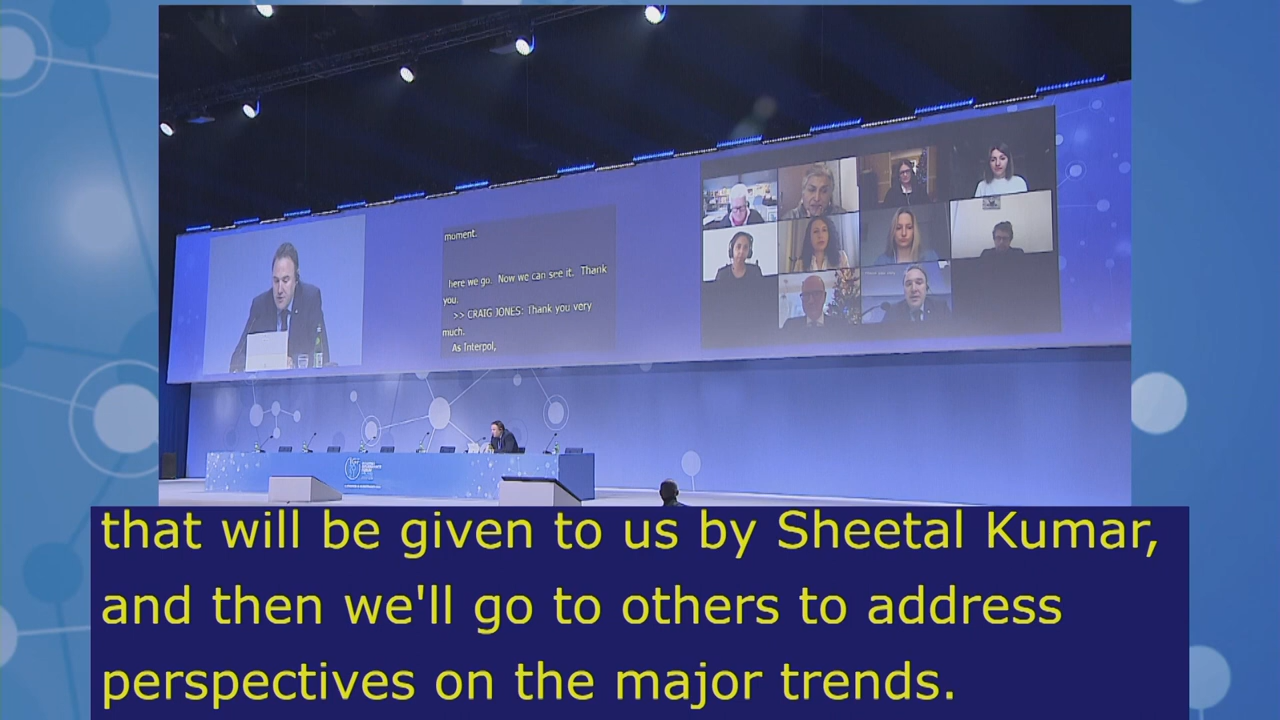 moment.
here we go. Now we can see it. Thank
you.
>> CRAIG JONES: Thank you very
much.
As Interpol,
that will be given to us by Sheetal Kumar,
and then we'll go to others to address
perspectives on the major trends.